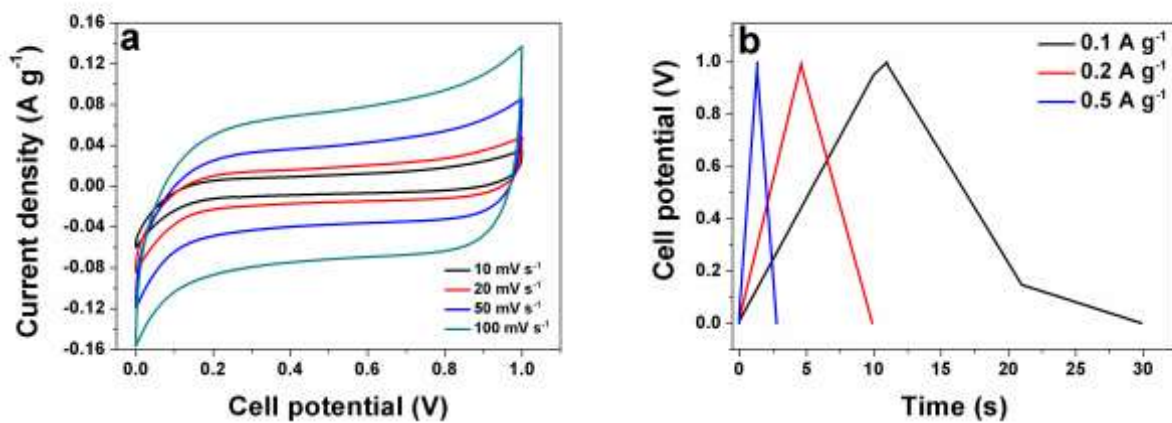 a
0.16
0.12
0.08
0.04
0.00
-0.04
-0.08
-0.12
-0.16
Current density (A g⁻¹)
10 mV s⁻¹
20 mV s⁻¹
50 mV s⁻¹
100 mV s⁻¹
0.0 0.2 0.4 0.6 0.8 1.0
Cell potential (V)
b
1.0
0.8
0.6
0.4
0.2
0.0
Cell potential (V)
0.1 A g⁻¹
0.2 A g⁻¹
0.5 A g⁻¹
0 5 10 15 20 25 30
Time (s)